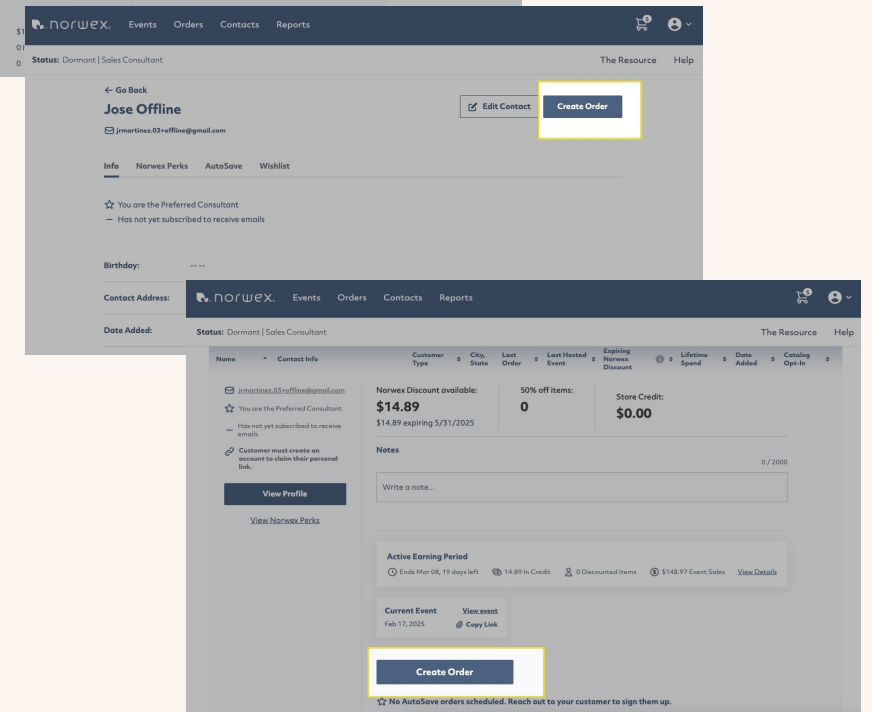 $1
0
norwex. Events Orders Contacts Reports
Status: Dormant | Sales Consultant The Resource Help
← Go Back
Jose Offline
Edit Contact Create Order
jrmartinez.03+offline@gmail.com
Info Norwex Perks AutoSave Wishlist
You are the Preferred Consultant
— Has not yet subscribed to receive emails
Birthday: -- --
Contact Address:
Date Added:
norwex. Events Orders Contacts Reports
Status: Dormant | Sales Consultant The Resource Help
Name Contact Info Customer Type City, State Last Order Last Hosted Event Expiring Norwex Discount Lifetime Spend Date Added Catalog Opt-In
jrmartinez.03+offline@gmail.com
You are the Preferred Consultant
— Has not yet subscribed to receive
emails
Customer must create an
account to claim their personal
link.
View Profile
View Norwex Perks
Norwex Discount available: 50% off items: Store Credit:
$14.89 0 $0.00
$14.89 expiring 5/31/2025
Notes
0 / 2000
Write a note...
Active Earning Period
Ends Mar 08, 19 days left 14.89 In Credit 0 Discounted Items $148.97 Event Sales View Details
Current Event View event
Feb 17, 2025 Copy Link
Create Order
No AutoSave orders scheduled. Reach out to your customer to sign them up.